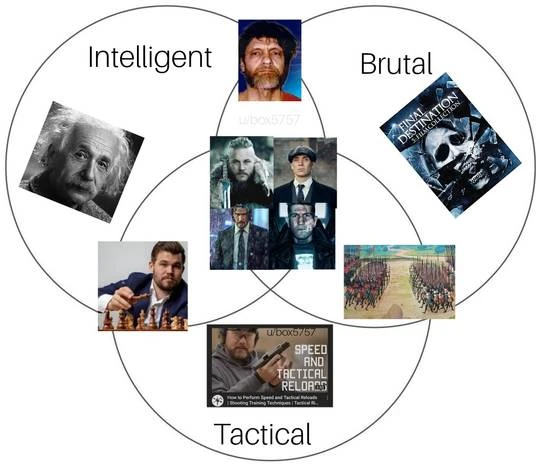 Intelligent
Brutal
u/box5757
FINAL
DESTINATION
5-FILM COLLECTION
u/box5757
SPEED
AND
TACTICAL
RELOADS
How to Perform Speed and Tactical Reloads
| Shooting Training Techniques | Tactical Ri...
Tactical